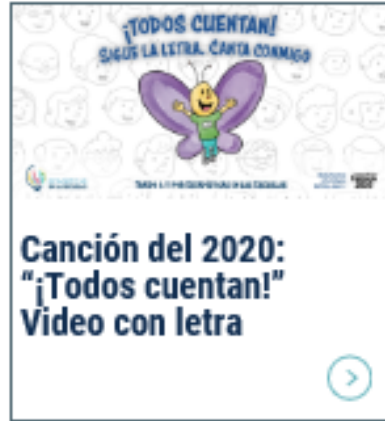 ¡TODOS CUENTAN!
SIGUE LA LETRA. CANTA CONMIGO
Canción del 2020:
“¡Todos cuentan!”
Video con letra